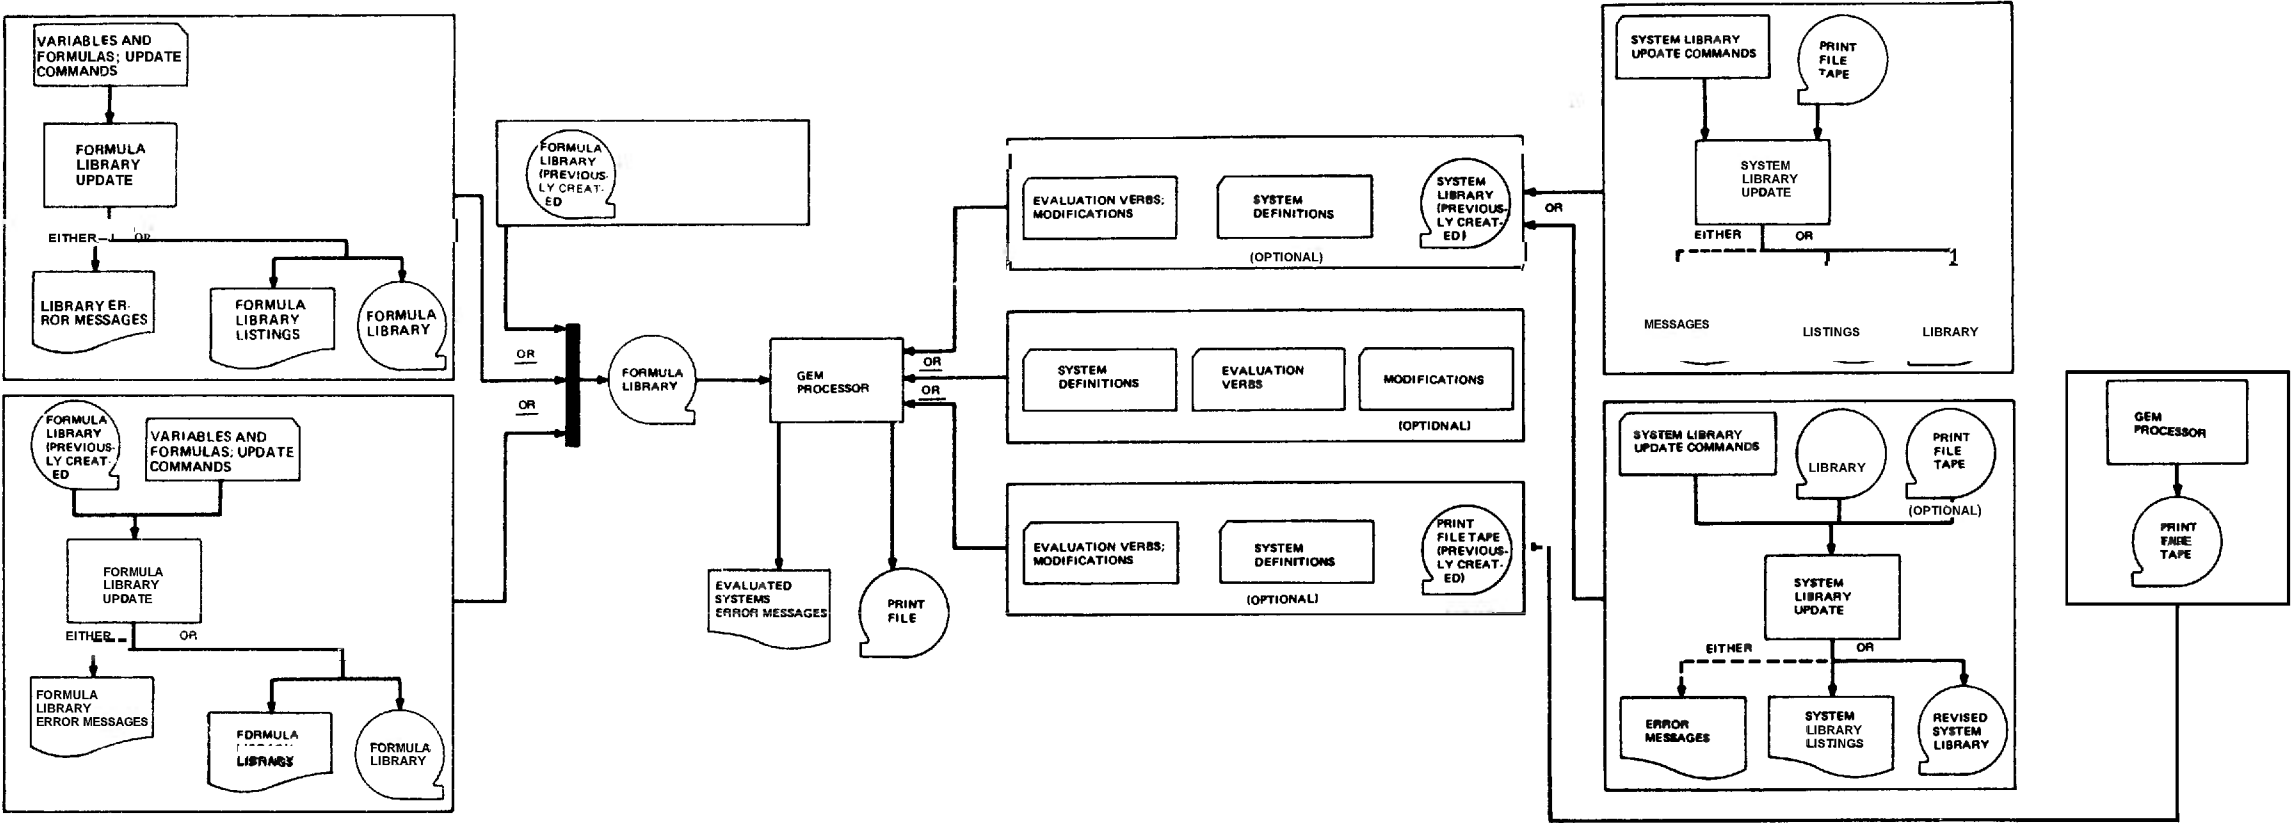 VARIABLES AND
FORMULAS; UPDATE
COMMANDS
FORMULA
LIBRARY
UPDATE
EITHER
OR
LIBRARY ER-
ROR MESSAGES
FORMULA
LIBRARY
LISTINGS
FORMULA
LIBRARY
FORMULA
LIBRARY
(PREVIOUS-
LY CREAT-
ED
VARIABLES AND
FORMULAS; UPDATE
COMMANDS
FORMULA
LIBRARY
UPDATE
EITHER
OR
FORMULA
LIBRARY
ERROR MESSAGES
FORMULA
FORMULA
LIBRARY
FORMULA
LIBRARY
(PREVIOUS-
LY CREAT-
ED
OR
OR
FORMULA
LIBRARY
GEM
PROCESSOR
OR
OR
EVALUATED
SYSTEMS
ERROR MESSAGES
PRINT
FILE
EVALUATION VERBS;
MODIFICATIONS
SYSTEM
DEFINITIONS
(OPTIONAL)
SYSTEM
LIBRARY
(PREVIOUS-
LY CREAT-
ED)
OR
SYSTEM
DEFINITIONS
EVALUATION
VERBS
MODIFICATIONS
(OPTIONAL)
EVALUATION VERBS;
MODIFICATIONS
SYSTEM
DEFINITIONS
(OPTIONAL)
PRINT
FILE TAPE
(PREVIOUS-
LY CREAT-
ED)
SYSTEM LIBRARY
UPDATE COMMANDS
PRINT
FILE
TAPE
SYSTEM
LIBRARY
UPDATE
EITHER
OR
MESSAGES
LISTINGS
LIBRARY
SYSTEM LIBRARY
UPDATE COMMANDS
LIBRARY
PRINT
FILE
TAPE
(OPTIONAL)
SYSTEM
LIBRARY
UPDATE
EITHER
OR
ERROR
MESSAGES
SYSTEM
LIBRARY
LISTINGS
REVISED
SYSTEM
LIBRARY
GEM
PROCESSOR
PRINT
TAPE